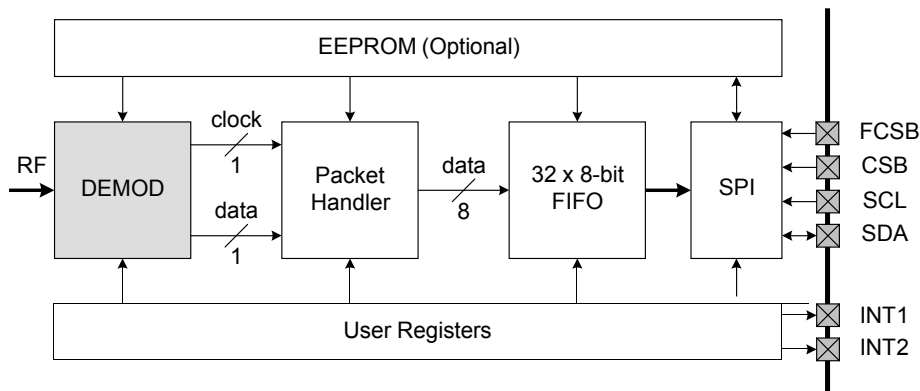 EEPROM (Optional)
RF
DEMOD
clock
1
data
1
Packet
Handler
data
8
32 x 8-bit
FIFO
SPI
FCSB
CSB
SCL
SDA
User Registers
INT1
INT2